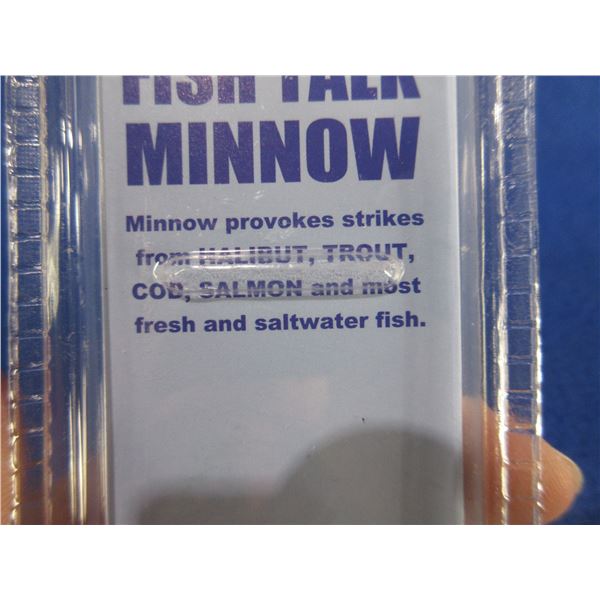 FISH TALK
MINNOW
Minnow provokes strikes
from HALIBUT, TROUT,
COD, SALMON and most
fresh and saltwater fish.